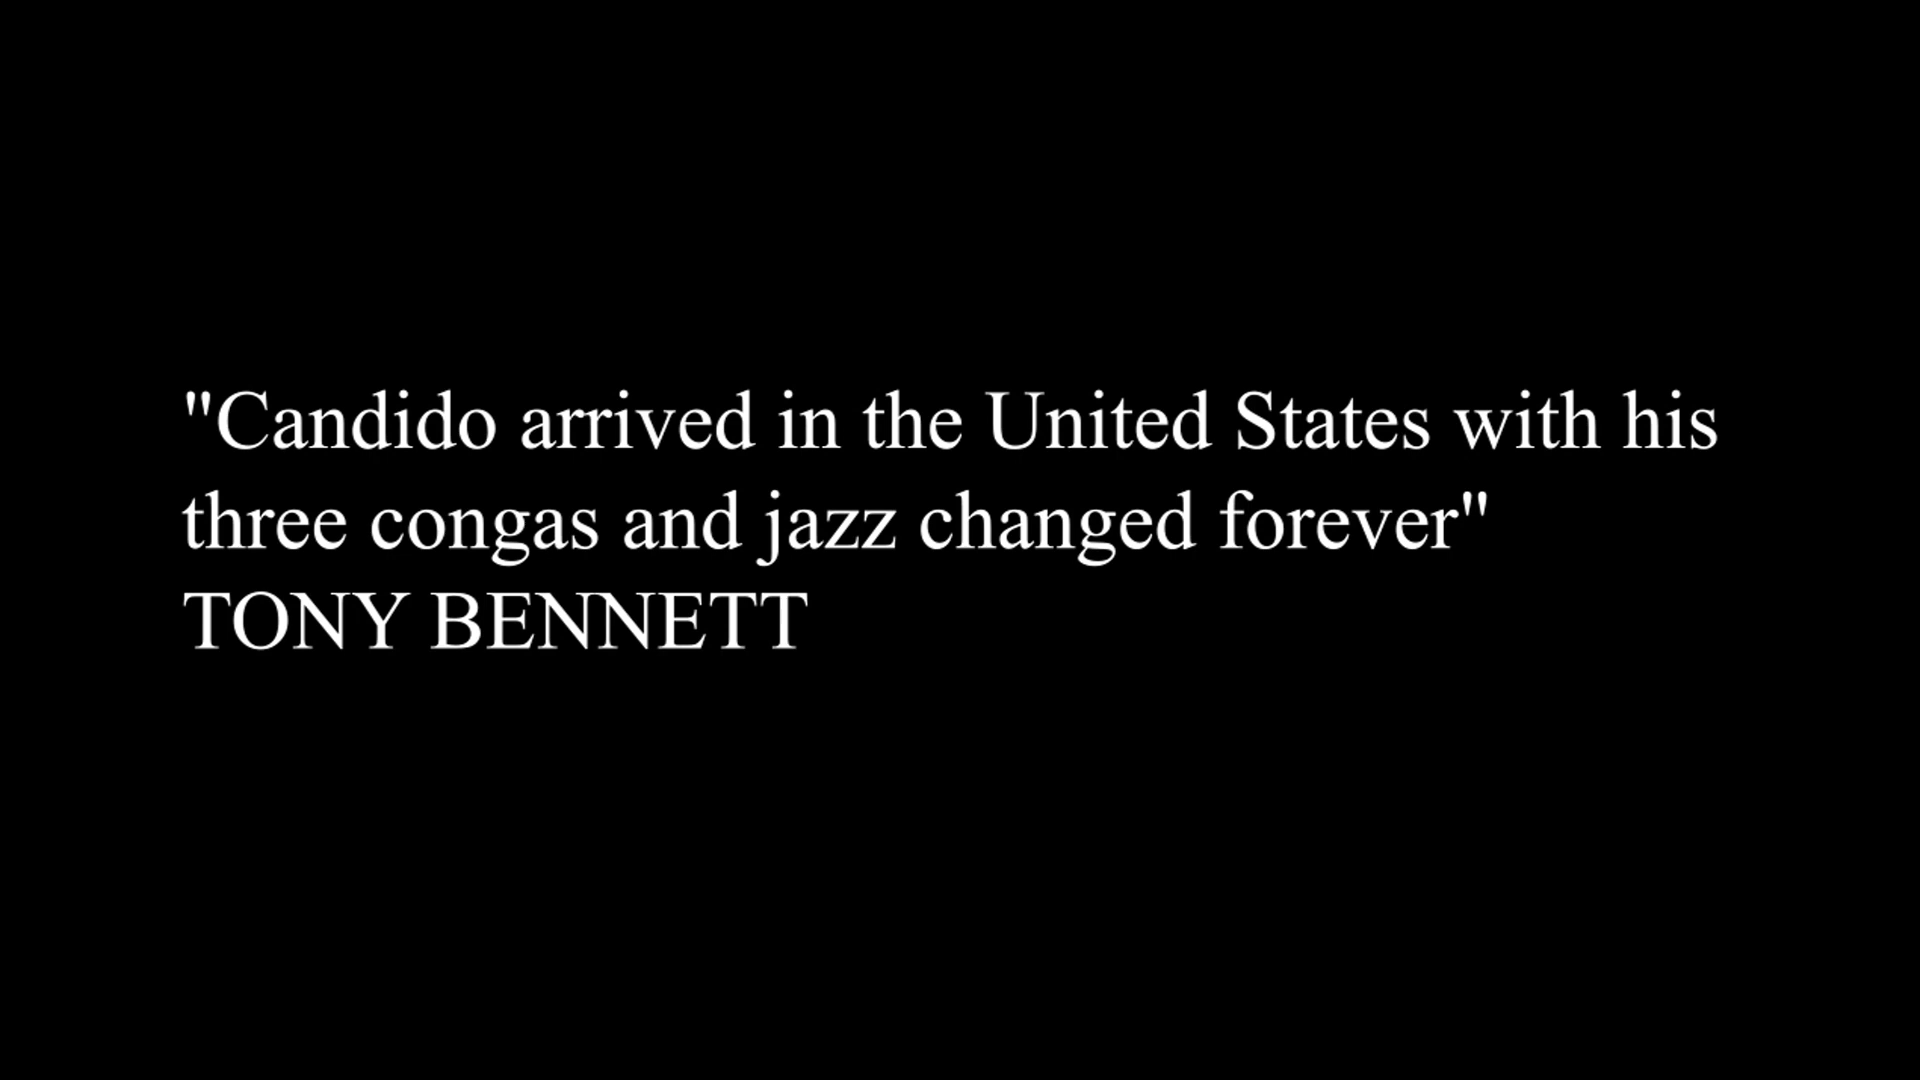 "Candido arrived in the United States with his
three congas and jazz changed forever"
TONY BENNETT